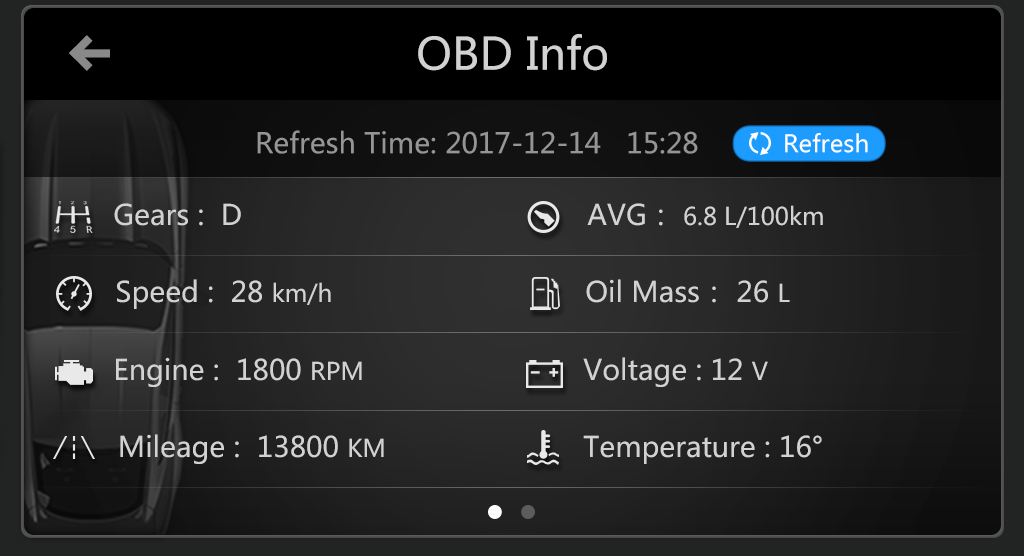 OBD Info
Refresh Time: 2017-12-14 15:28 Refresh
1 2 3
4 5 R
Gears : D
AVG : 6.8 L/100km
Speed : 28 km/h
Oil Mass : 26 L
Engine : 1800 RPM
Voltage : 12 V
Mileage : 13800 KM
Temperature : 16°